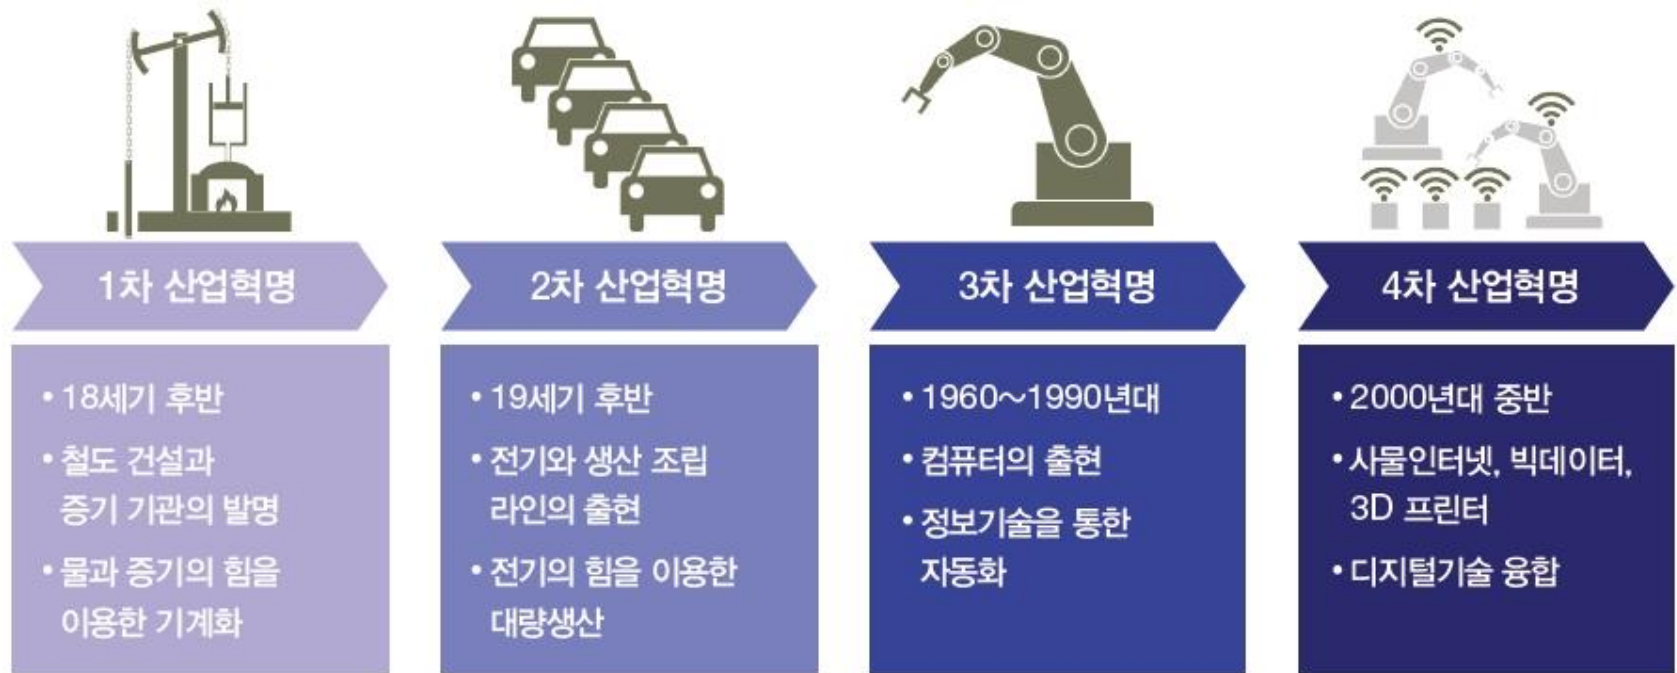 1차 산업혁명
• 18세기 후반
• 철도 건설과
증기 기관의 발명
• 물과 증기의 힘을
이용한 기계화
2차 산업혁명
• 19세기 후반
• 전기와 생산 조립
라인의 출현
• 전기의 힘을 이용한
대량생산
3차 산업혁명
• 1960~1990년대
• 컴퓨터의 출현
• 정보기술을 통한
자동화
4차 산업혁명
• 2000년대 중반
• 사물인터넷, 빅데이터,
3D 프린터
• 디지털기술 융합